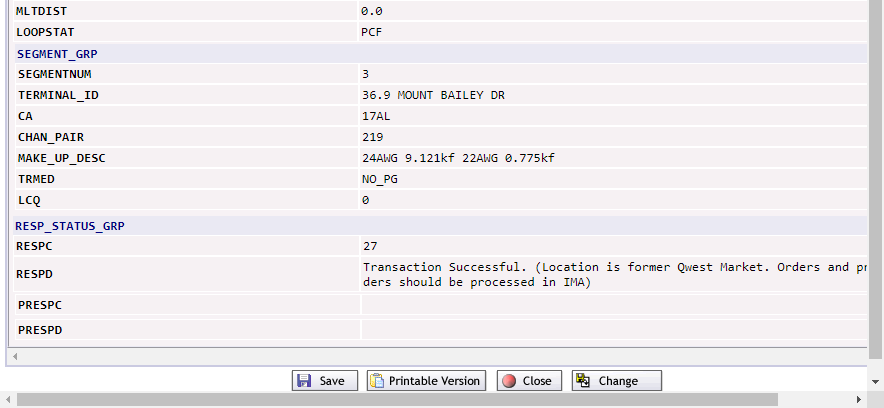 MLTDIST 0.0
LOOPSTAT PCF
SEGMENT_GRP
SEGMENTNUM 3
TERMINAL_ID 36.9 MOUNT BAILEY DR
CA 17AL
CHAN_PAIR 219
MAKE_UP_DESC 24AWG 9.121kf 22AWG 0.775kf
TRMED NO_PG
LCQ 0
RESP_STATUS_GRP
RESPC 27
RESPD Transaction Successful. (Location is former Qwest Market. Orders and
ders should be processed in IMA)
PRESPC
PRESPD
Save Printable Version Close Change